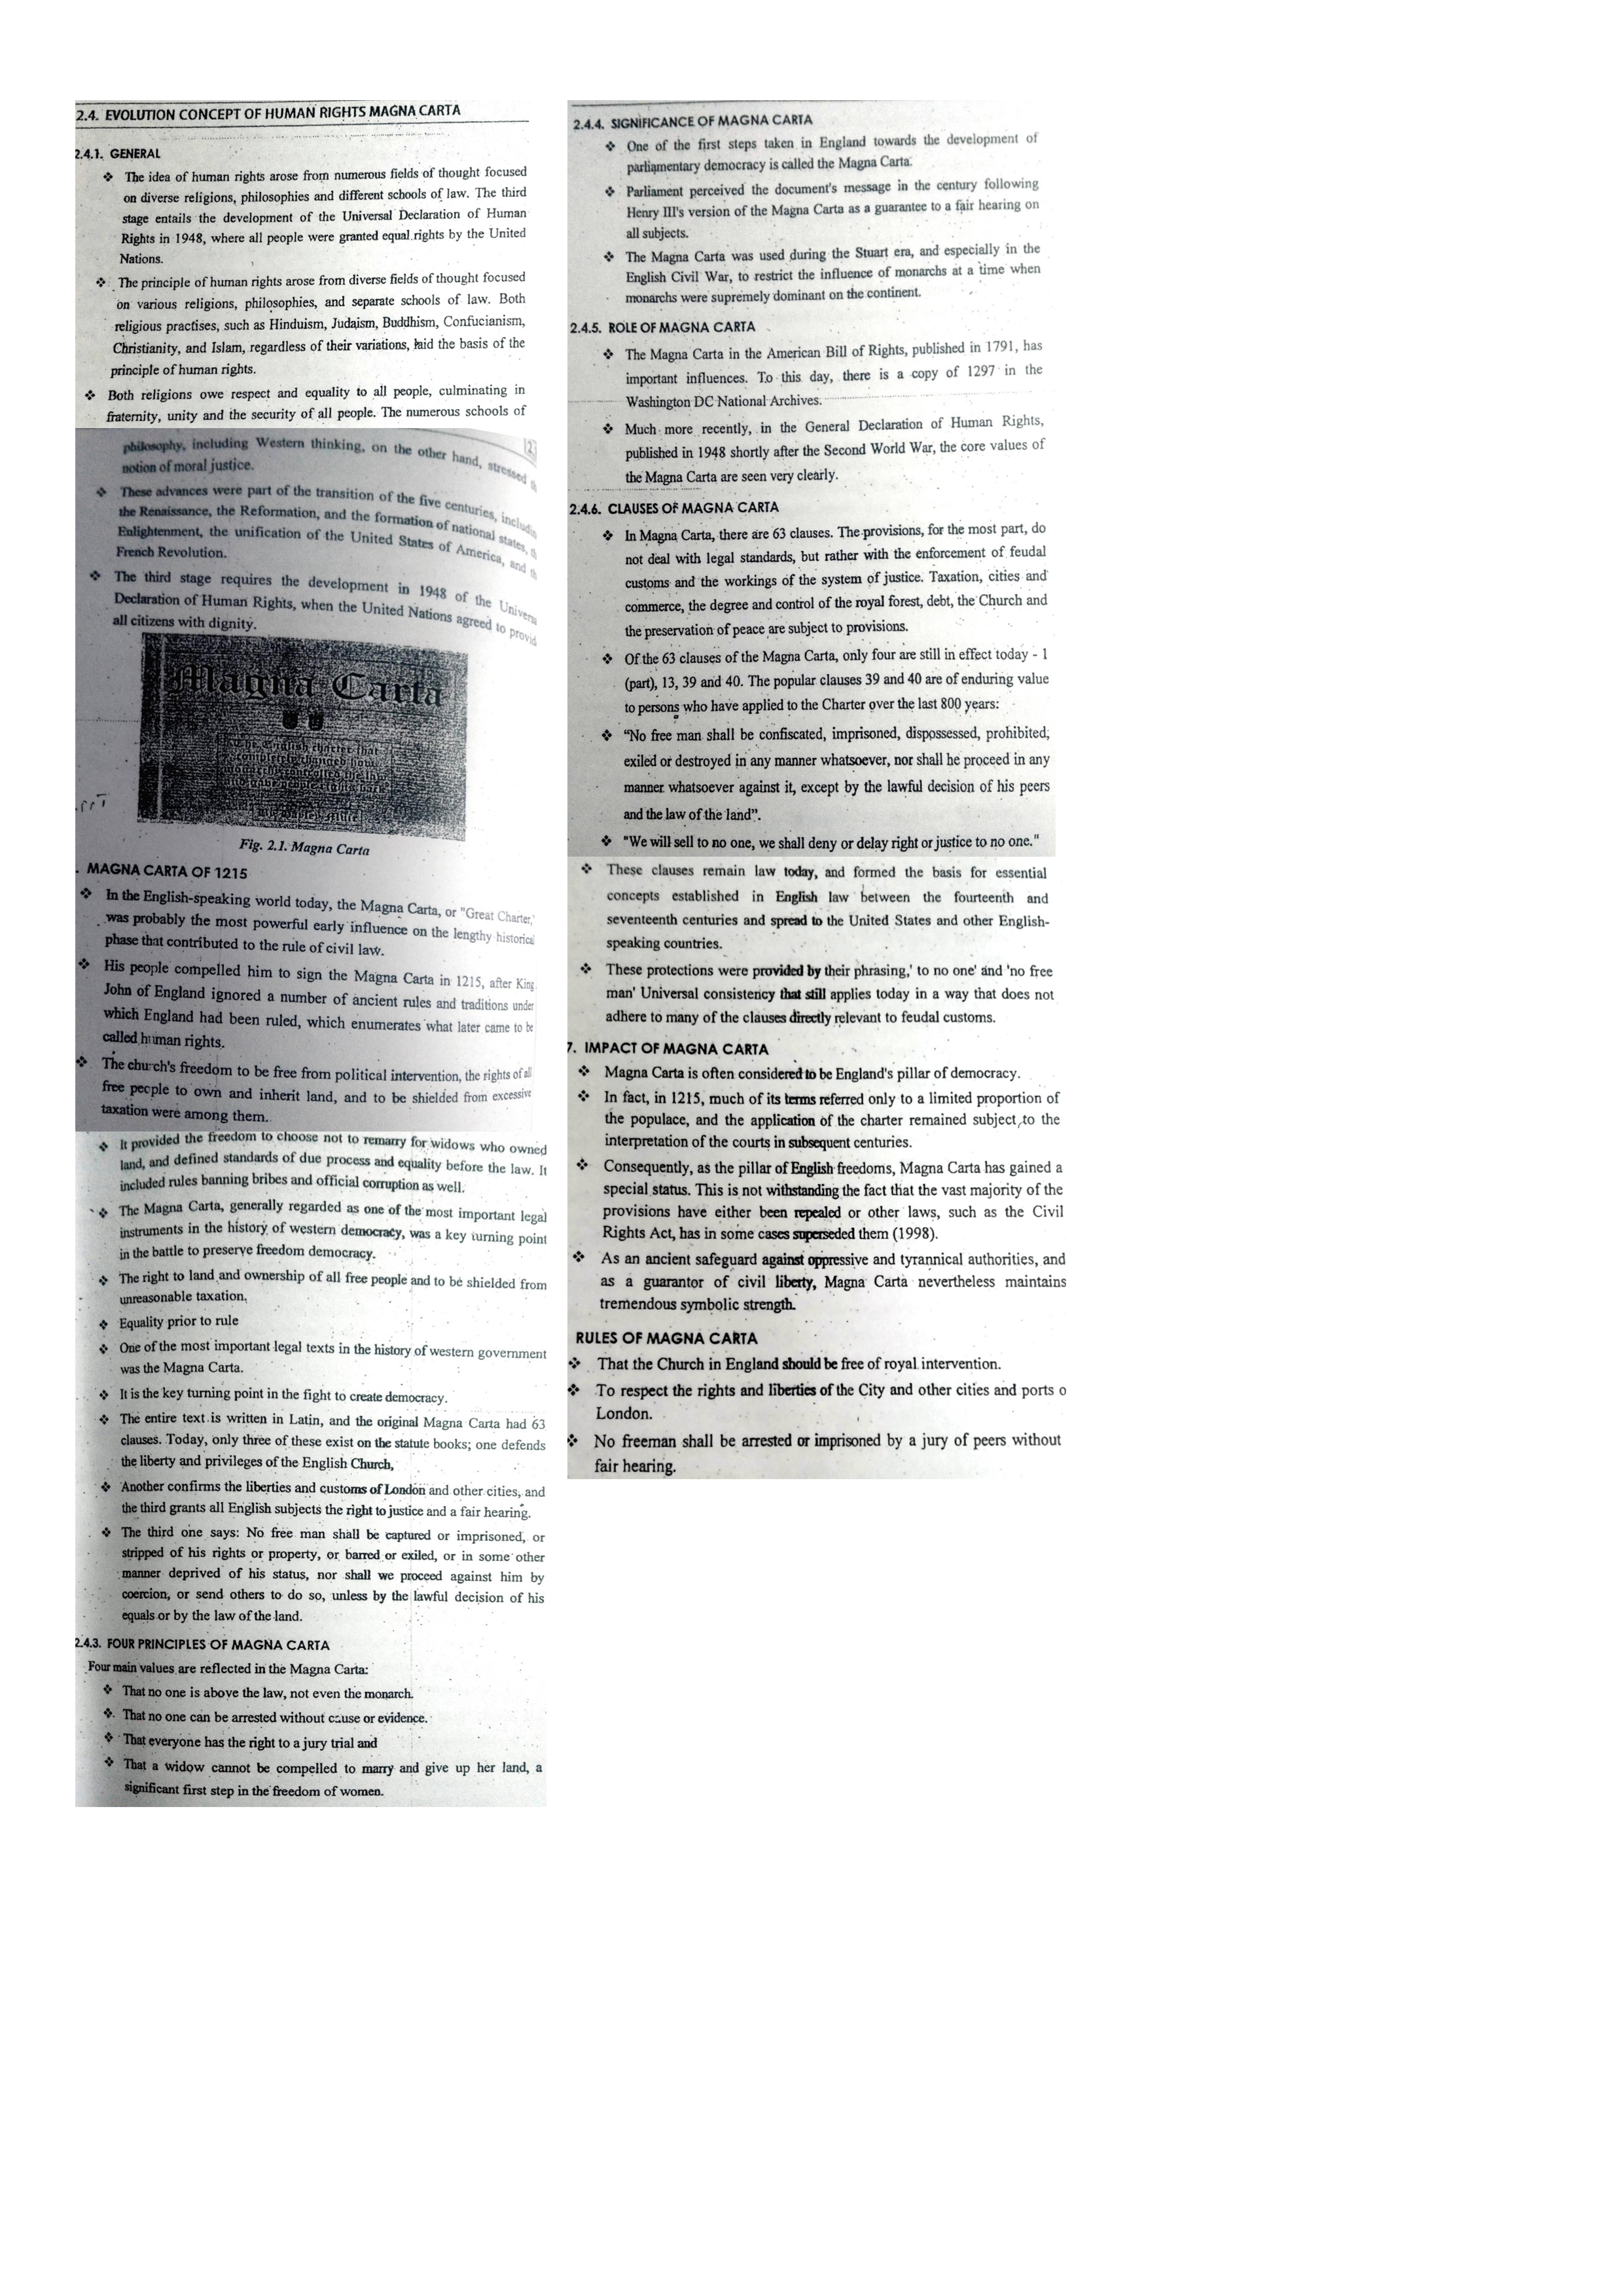 2.4. EVOLUTION CONCEPT OF HUMAN RIGHTS MAGNA CARTA
2.4.1. GENERAL
❖ The idea of human rights arose from numerous fields of thought focused
on diverse religions, philosophies and different schools of law. The third
stage entails the development of the Universal Declaration of Human
Rights in 1948, where all people were granted equal rights by the United
Nations.
❖ The principle of human rights arose from diverse fields of thought focused
on various religions, philosophies, and separate schools of law. Both
religious practises, such as Hinduism, Judaism, Buddhism, Confucianism,
Christianity, and Islam, regardless of their variations, laid the basis of the
principle of human rights.
❖ Both religions owe respect and equality to all people, culminating in
fraternity, unity and the security of all people. The numerous schools of
philosophy, including Western thinking, on the other hand, stressed
notion of moral justice.
❖ These advances were part of the transition of the five centuries,
the Renaissance, the Reformation, and the formation of national states,
Enlightenment, the unification of the United States of America, and
French Revolution.
❖ The third stage requires the development in 1948 of the
Declaration of Human Rights, when the United Nations agreed to
all citizens with dignity.
Magna Carta
The English charter that
completely changed how
Fig. 2.1. Magna Carta
. MAGNA CARTA OF 1215
❖ In the English-speaking world today, the Magna Carta, or "Great Charter,"
was probably the most powerful early influence on the lengthy historical
phase that contributed to the rule of civil law.
❖ His people compelled him to sign the Magna Carta in 1215, after King
John of England ignored a number of ancient rules and traditions under
which England had been ruled, which enumerates what later came to be
called human rights.
❖ The church's freedom to be free from political intervention, the rights of all
free people to own and inherit land, and to be shielded from excessive
taxation were among them.
❖ It provided the freedom to choose not to remarry for widows who owned
land, and defined standards of due process and equality before the law. It
included rules banning bribes and official corruption as well.
❖ The Magna Carta, generally regarded as one of the most important legal
instruments in the history of western democracy, was a key turning point
in the battle to preserve freedom democracy.
❖ The right to land and ownership of all free people and to be shielded from
unreasonable taxation,
❖ Equality prior to rule
❖ One of the most important legal texts in the history of western government
was the Magna Carta.
❖ It is the key turning point in the fight to create democracy.
❖ The entire text is written in Latin, and the original Magna Carta had 63
clauses. Today, only three of these exist on the statute books; one defends
the liberty and privileges of the English Church,
❖ Another confirms the liberties and customs of London and other cities, and
the third grants all English subjects the right to justice and a fair hearing.
❖ The third one says: No free man shall be captured or imprisoned, or
stripped of his rights or property, or barred or exiled, or in some other
manner deprived of his status, nor shall we proceed against him by
coercion, or send others to do so, unless by the lawful decision of his
equals or by the law of the land.
2.4.3. FOUR PRINCIPLES OF MAGNA CARTA
Four main values are reflected in the Magna Carta:
❖ That no one is above the law, not even the monarch.
❖ That no one can be arrested without cause or evidence.
❖ That everyone has the right to a jury trial and
❖ That a widow cannot be compelled to marry and give up her land, a
significant first step in the freedom of women.
2.4.4. SIGNIFICANCE OF MAGNA CARTA
❖ One of the first steps taken in England towards the development of
parliamentary democracy is called the Magna Carta.
❖ Parliament perceived the document's message in the century following
Henry III's version of the Magna Carta as a guarantee to a fair hearing on
all subjects.
❖ The Magna Carta was used during the Stuart era, and especially in the
English Civil War, to restrict the influence of monarchs at a time when
monarchs were supremely dominant on the continent.
2.4.5. ROLE OF MAGNA CARTA
❖ The Magna Carta in the American Bill of Rights, published in 1791, has
important influences. To this day, there is a copy of 1297 in the
Washington DC National Archives.
❖ Much more recently, in the General Declaration of Human Rights,
published in 1948 shortly after the Second World War, the core values of
the Magna Carta are seen very clearly.
2.4.6. CLAUSES OF MAGNA CARTA
❖ In Magna Carta, there are 63 clauses. The provisions, for the most part, do
not deal with legal standards, but rather with the enforcement of feudal
customs and the workings of the system of justice. Taxation, cities and
commerce, the degree and control of the royal forest, debt, the Church and
the preservation of peace are subject to provisions.
❖ Of the 63 clauses of the Magna Carta, only four are still in effect today - 1
(part), 13, 39 and 40. The popular clauses 39 and 40 are of enduring value
to persons who have applied to the Charter over the last 800 years:
❖ “No free man shall be confiscated, imprisoned, dispossessed, prohibited,
exiled or destroyed in any manner whatsoever, nor shall he proceed in any
manner whatsoever against it, except by the lawful decision of his peers
and the law of the land”.
❖ "We will sell to no one, we shall deny or delay right or justice to no one."
❖ These clauses remain law today, and formed the basis for essential
concepts established in English law between the fourteenth and
seventeenth centuries and spread to the United States and other English-
speaking countries.
❖ These protections were provided by their phrasing,' to no one' and 'no free
man' Universal consistency that still applies today in a way that does not
adhere to many of the clauses directly relevant to feudal customs.
7. IMPACT OF MAGNA CARTA
❖ Magna Carta is often considered to be England's pillar of democracy.
❖ In fact, in 1215, much of its terms referred only to a limited proportion of
the populace, and the application of the charter remained subject to the
interpretation of the courts in subsequent centuries.
❖ Consequently, as the pillar of English freedoms, Magna Carta has gained a
special status. This is not withstanding the fact that the vast majority of the
provisions have either been repealed or other laws, such as the Civil
Rights Act, has in some cases superseded them (1998).
❖ As an ancient safeguard against oppressive and tyrannical authorities, and
as a guarantor of civil liberty, Magna Carta nevertheless maintains
tremendous symbolic strength.
RULES OF MAGNA CARTA
❖ That the Church in England should be free of royal intervention.
❖ To respect the rights and liberties of the City and other cities and ports o
London.
❖ No freeman shall be arrested or imprisoned by a jury of peers without
fair hearing.